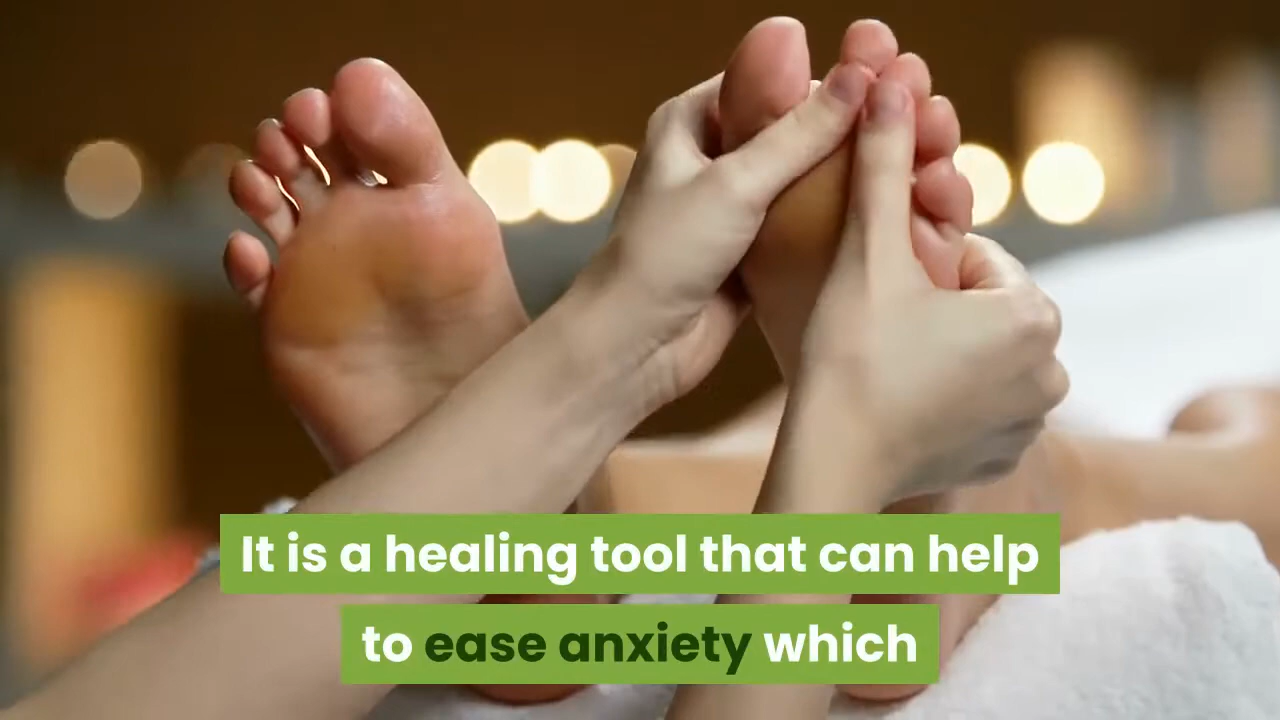 It is a healing tool that can help
to ease anxiety which